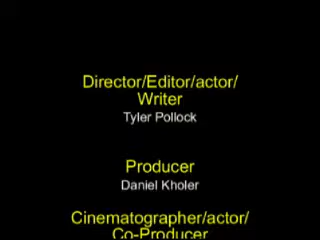 Director/Editor/actor/
Writer
Tyler Pollock
Producer
Daniel Kholer
Cinematographer/actor/
Co-Producer